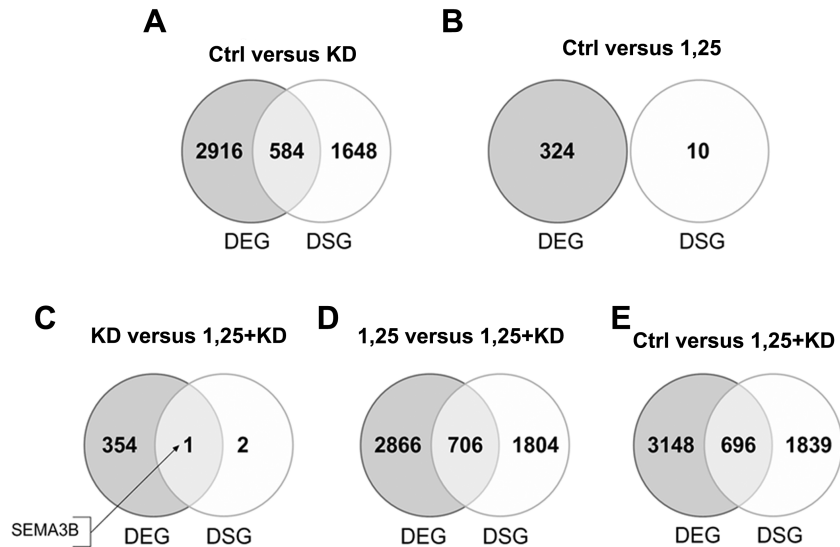 A
Ctrl versus KD
2916 584 1648
DEG DSG
B
Ctrl versus 1,25
324 10
DEG DSG
C
KD versus 1,25+KD
354 1 2
SEMA3B
DEG DSG
D
1,25 versus 1,25+KD
2866 706 1804
DEG DSG
E
Ctrl versus 1,25+KD
3148 696 1839
DEG DSG